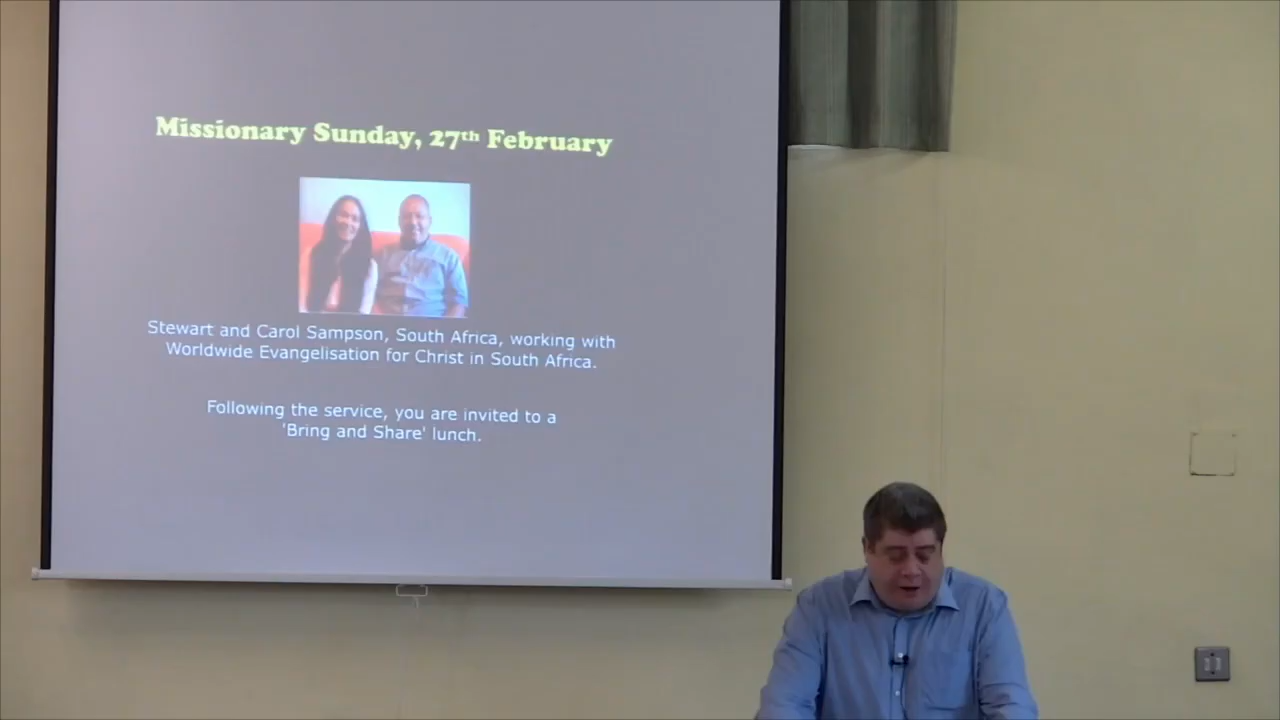 Missionary Sunday, 27th February
Stewart and Carol Sampson, South Africa, working with
Worldwide Evangelisation for Christ in South Africa.
Following the service, you are invited to a
'Bring and Share' lunch.